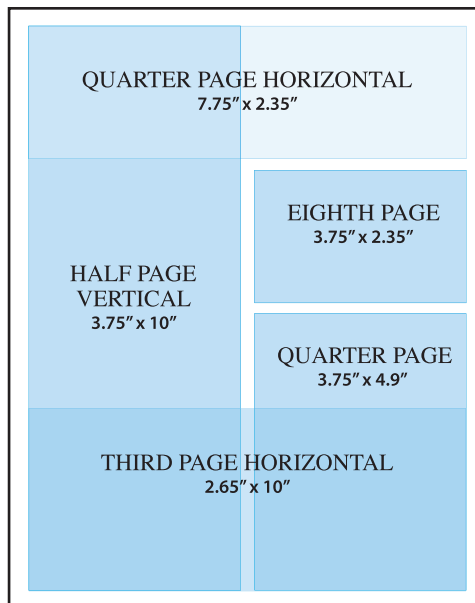 QUARTER PAGE HORIZONTAL
7.75” x 2.35”
EIGHTH PAGE
3.75” x 2.35”
HALF PAGE
VERTICAL
3.75” x 10”
QUARTER PAGE
3.75” x 4.9”
THIRD PAGE HORIZONTAL
2.65” x 10”